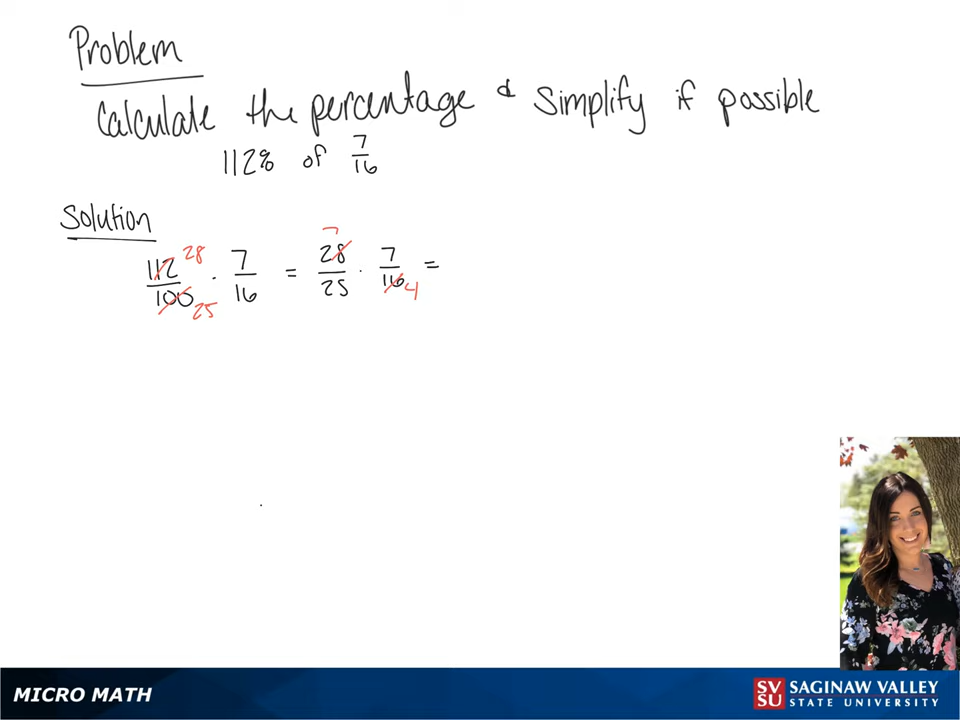 Problem
Calculate the percentage & simplify if possible
112% of 7/16
Solution
112/100 28 25 · 7/16 = 28/25 7 · 7/16 4 =
MICRO MATH
SVSU SAGINAW VALLEY
STATE UNIVERSITY